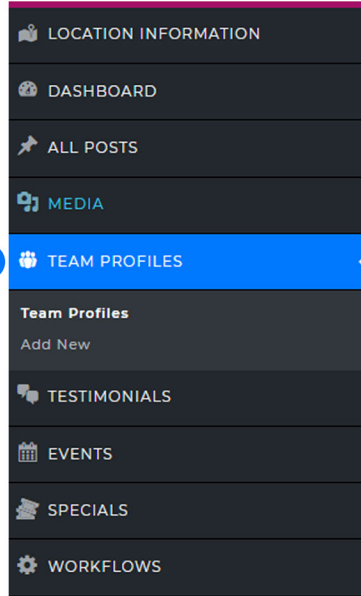 LOCATION INFORMATION
DASHBOARD
ALL POSTS
MEDIA
TEAM PROFILES
Team Profiles
Add New
TESTIMONIALS
EVENTS
SPECIALS
WORKFLOWS